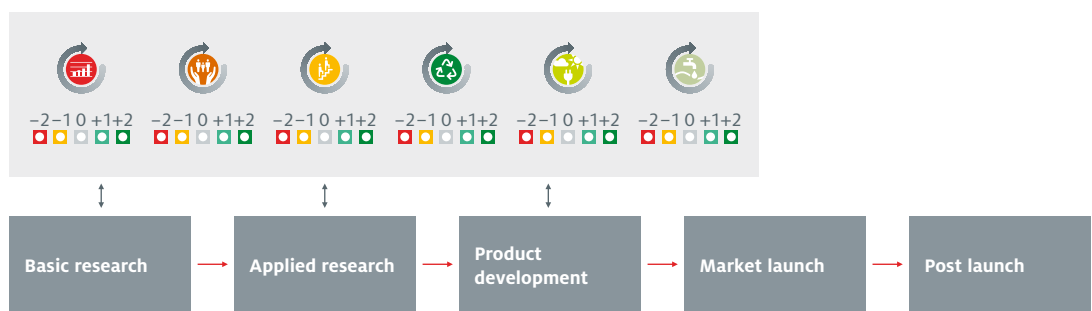 −2 −1 0 +1 +2 −2 −1 0 +1 +2 −2 −1 0 +1 +2 −2 −1 0 +1 +2 −2 −1 0 +1 +2 −2 −1 0 +1 +2
Basic research
Applied research
Product
development
Market launch
Post launch